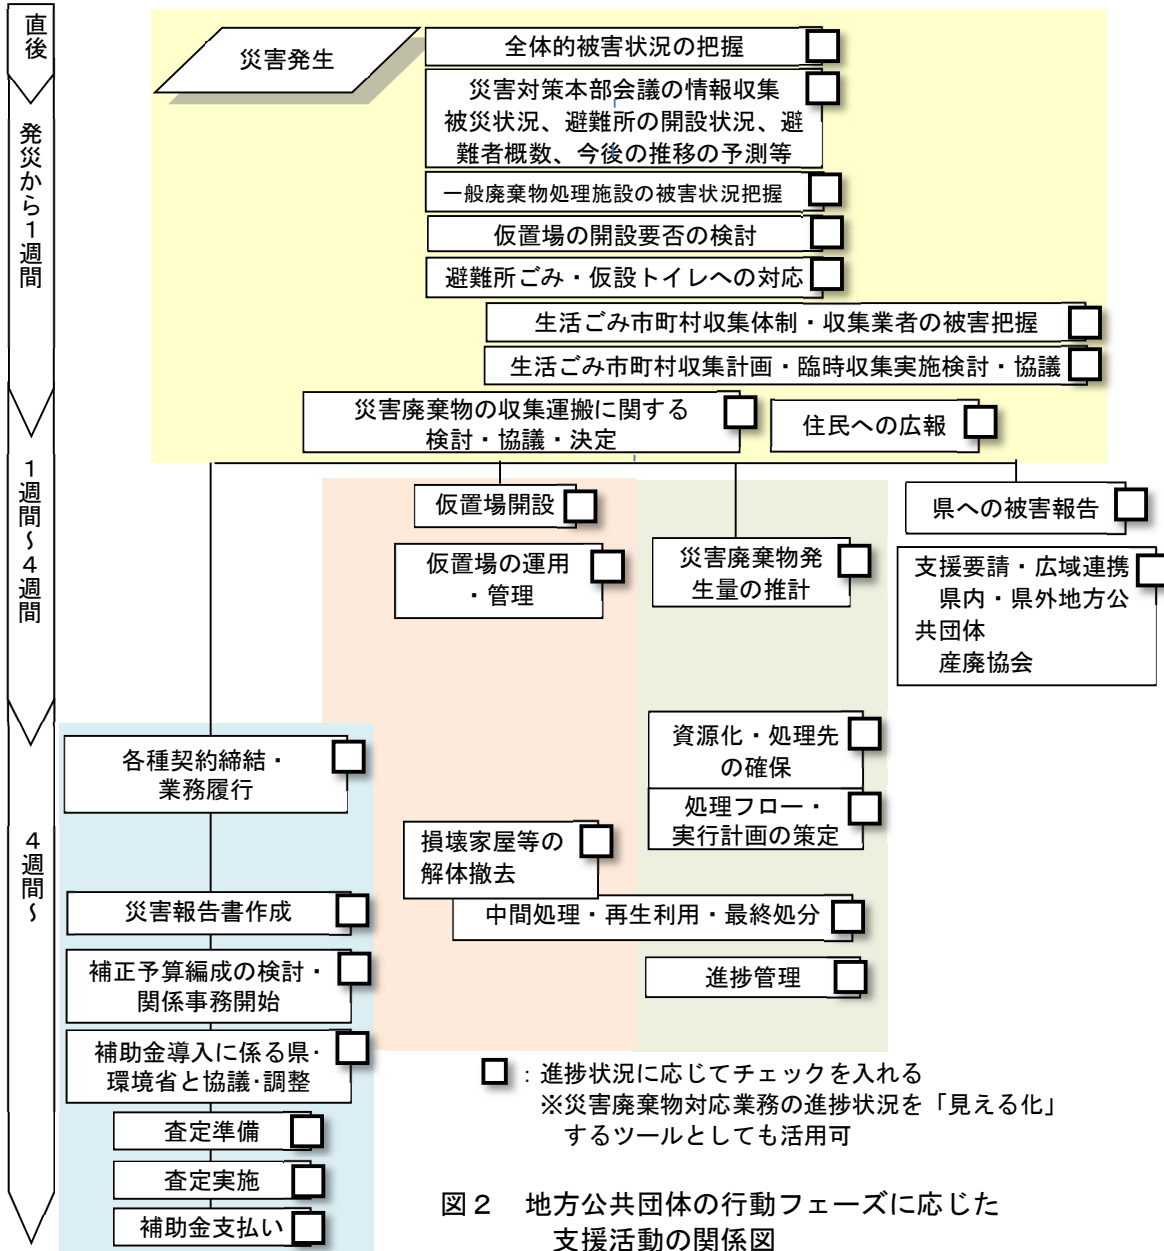 直後
発災から１週間
１週間～４週間
４週間～
災害発生
全体的被害状況の把握
災害対策本部会議の情報収集
被災状況、避難所の開設状況、避
難者概数、今後の推移の予測等
一般廃棄物処理施設の被害状況把握
仮置場の開設要否の検討
避難所ごみ・仮設トイレへの対応
生活ごみ市町村収集体制・収集業者の被害把握
生活ごみ市町村収集計画・臨時収集実施検討・協議
災害廃棄物の収集運搬に関する
検討・協議・決定
住民への広報
仮置場開設
県への被害報告
仮置場の運用
・管理
災害廃棄物発
生量の推計
支援要請・広域連携
県内・県外地方公
共団体
産廃協会
各種契約締結・
業務履行
資源化・処理先
の確保
処理フロー・
実行計画の策定
損壊家屋等の
解体撤去
災害報告書作成
中間処理・再生利用・最終処分
補正予算編成の検討・
関係事務開始
進捗管理
補助金導入に係る県・
環境省と協議・調整
査定準備
査定実施
補助金支払い
：進捗状況に応じてチェックを入れる
※災害廃棄物対応業務の進捗状況を「見える化」
するツールとしても活用可
図２　地方公共団体の行動フェーズに応じた
支援活動の関係図